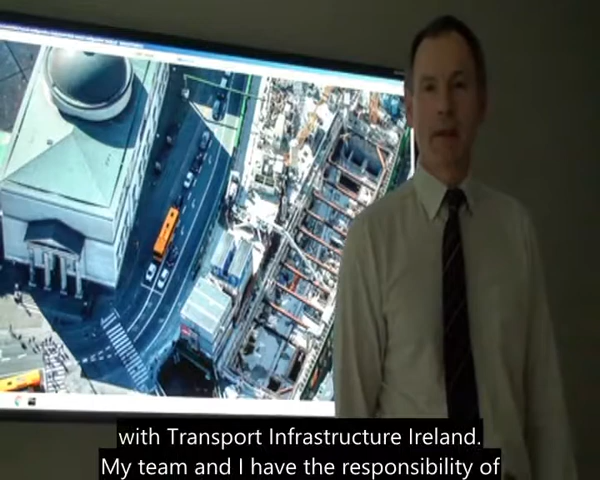 with Transport Infrastructure Ireland.
My team and I have the responsibility of